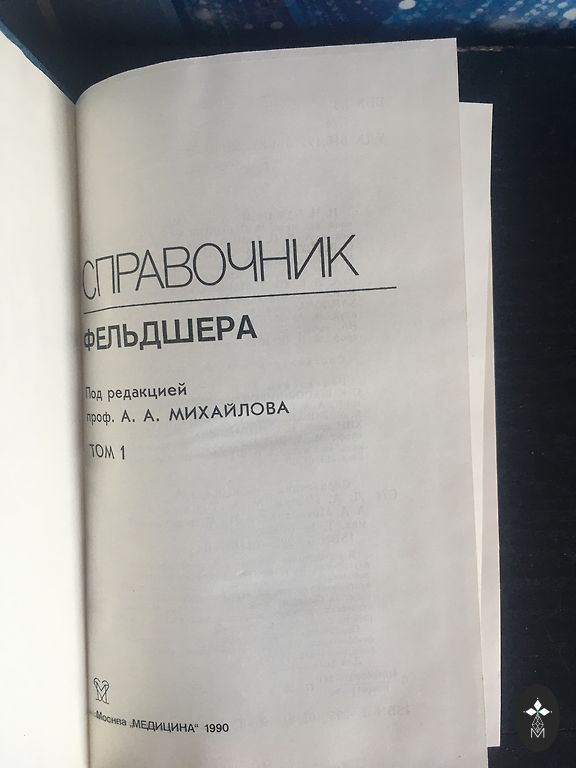 СПРАВОЧНИК
ФЕЛЬДШЕРА
Под редакцией
проф. А. А. МИХАЙЛОВА
ТОМ 1
Москва „МЕДИЦИНА" 1990